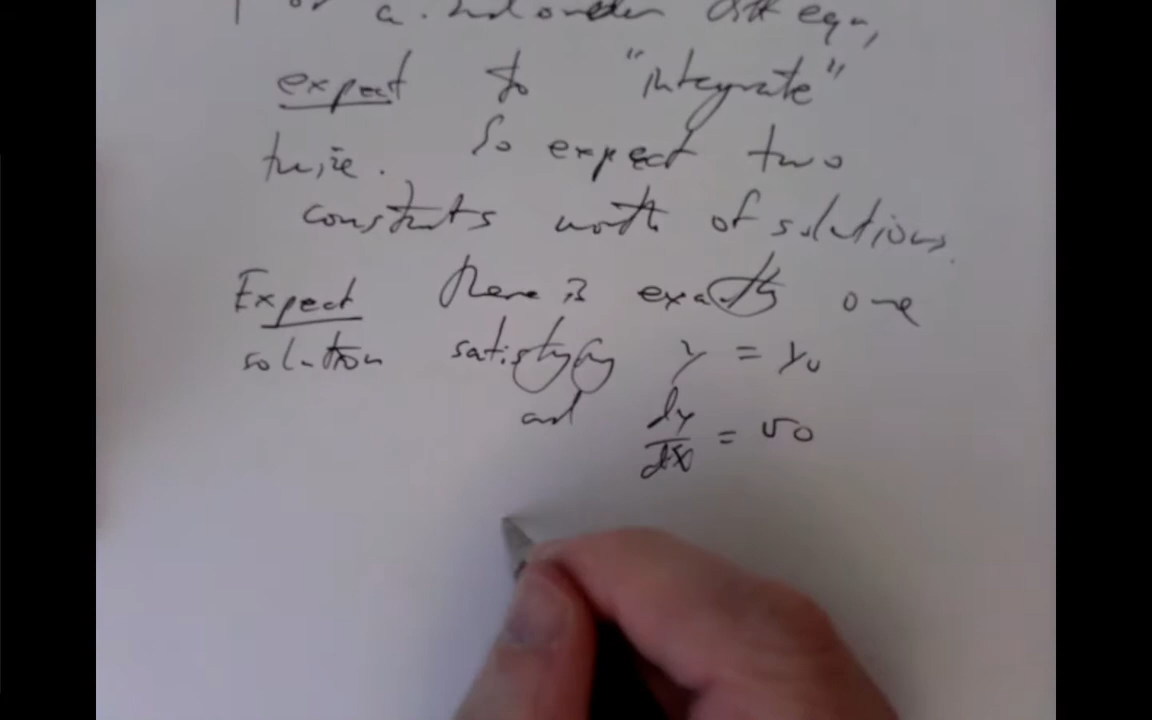 For a 2nd order diff eqn,
expect to "integrate"
twice. So expect two
constants worth of solutions.
Expect there is exactly one
solution satisfying y = y₀
and dy/dx = v₀